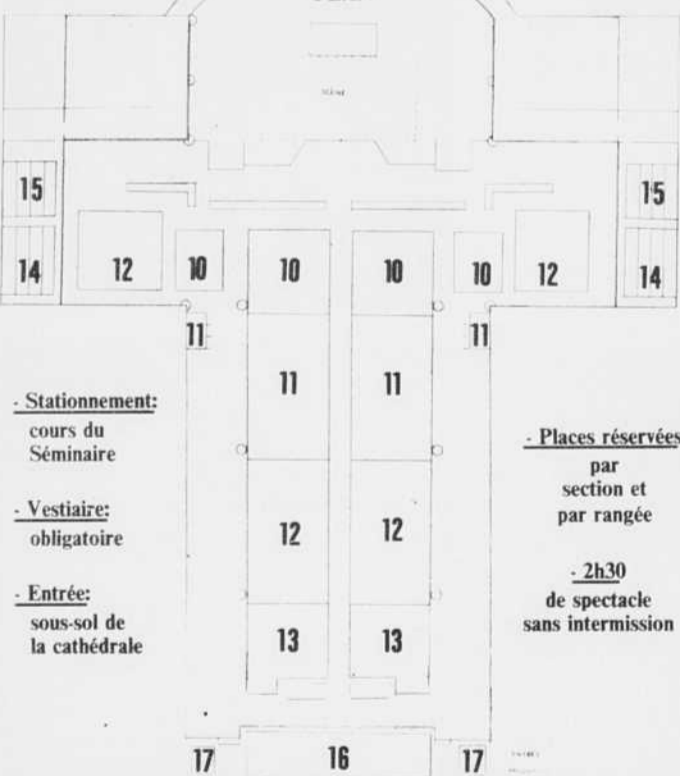 SCÈNE
15
15
14
12
10
10
10
10
12
14
11
11
11
11
- Stationnement:
cours du
Séminaire
- Vestiaire:
obligatoire
- Entrée:
sous-sol de
la cathédrale
12
12
13
13
- Places réservées
par
section et
par rangée
- 2h30
de spectacle
sans intermission
17
16
17